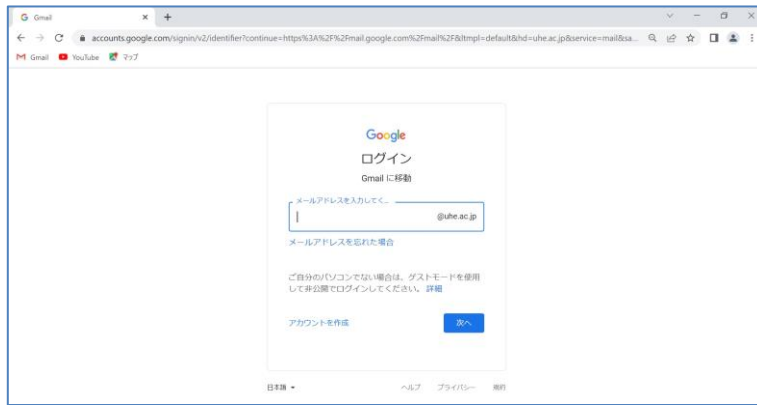 Gmail
accounts.google.com/signin/v2/identifier?continue=https%3A%2F%2Fmail.google.com%2Fmail%2F&ltmpl=default&hd=uhe.ac.jp&service=mail&sa...
Gmail YouTube マップ
Google
ログイン
Gmail に移動
メールアドレスを入力してく...
@uhe.ac.jp
メールアドレスを忘れた場合
ご自分のパソコンでない場合は、ゲストモードを使用
して非公開でログインしてください。詳細
アカウントを作成 次へ
日本語 ヘルプ プライバシー 規約